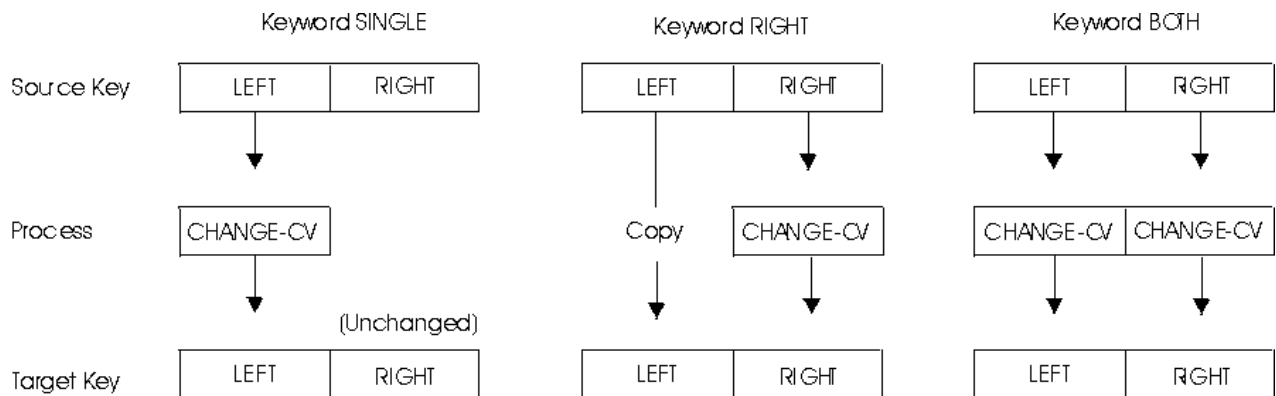 Keyword SINGLE Keyword RIGHT Keyword BOTH
Source Key LEFT RIGHT LEFT RIGHT LEFT RIGHT
Process CHANGE-CV Copy CHANGE-CV CHANGE-CV CHANGE-CV
(Unchanged)
Target Key LEFT RIGHT LEFT RIGHT LEFT RIGHT